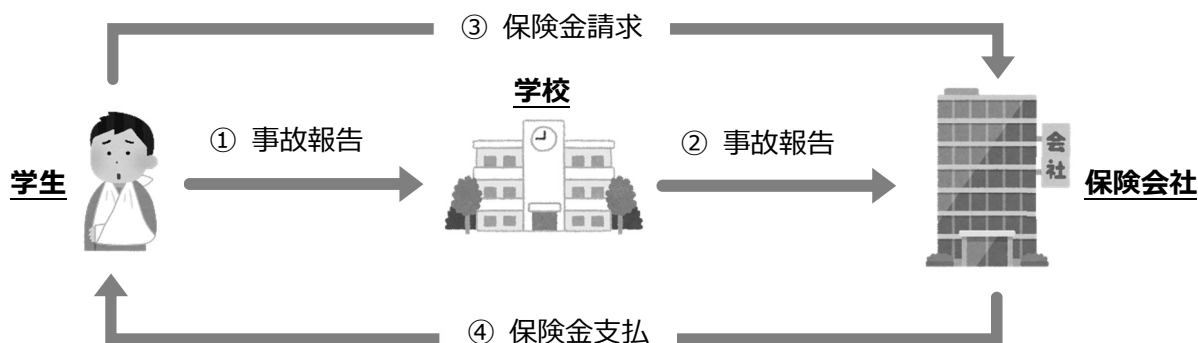 ③ 保険金請求
学校
① 事故報告
② 事故報告
会社
学生
保険会社
④ 保険金支払